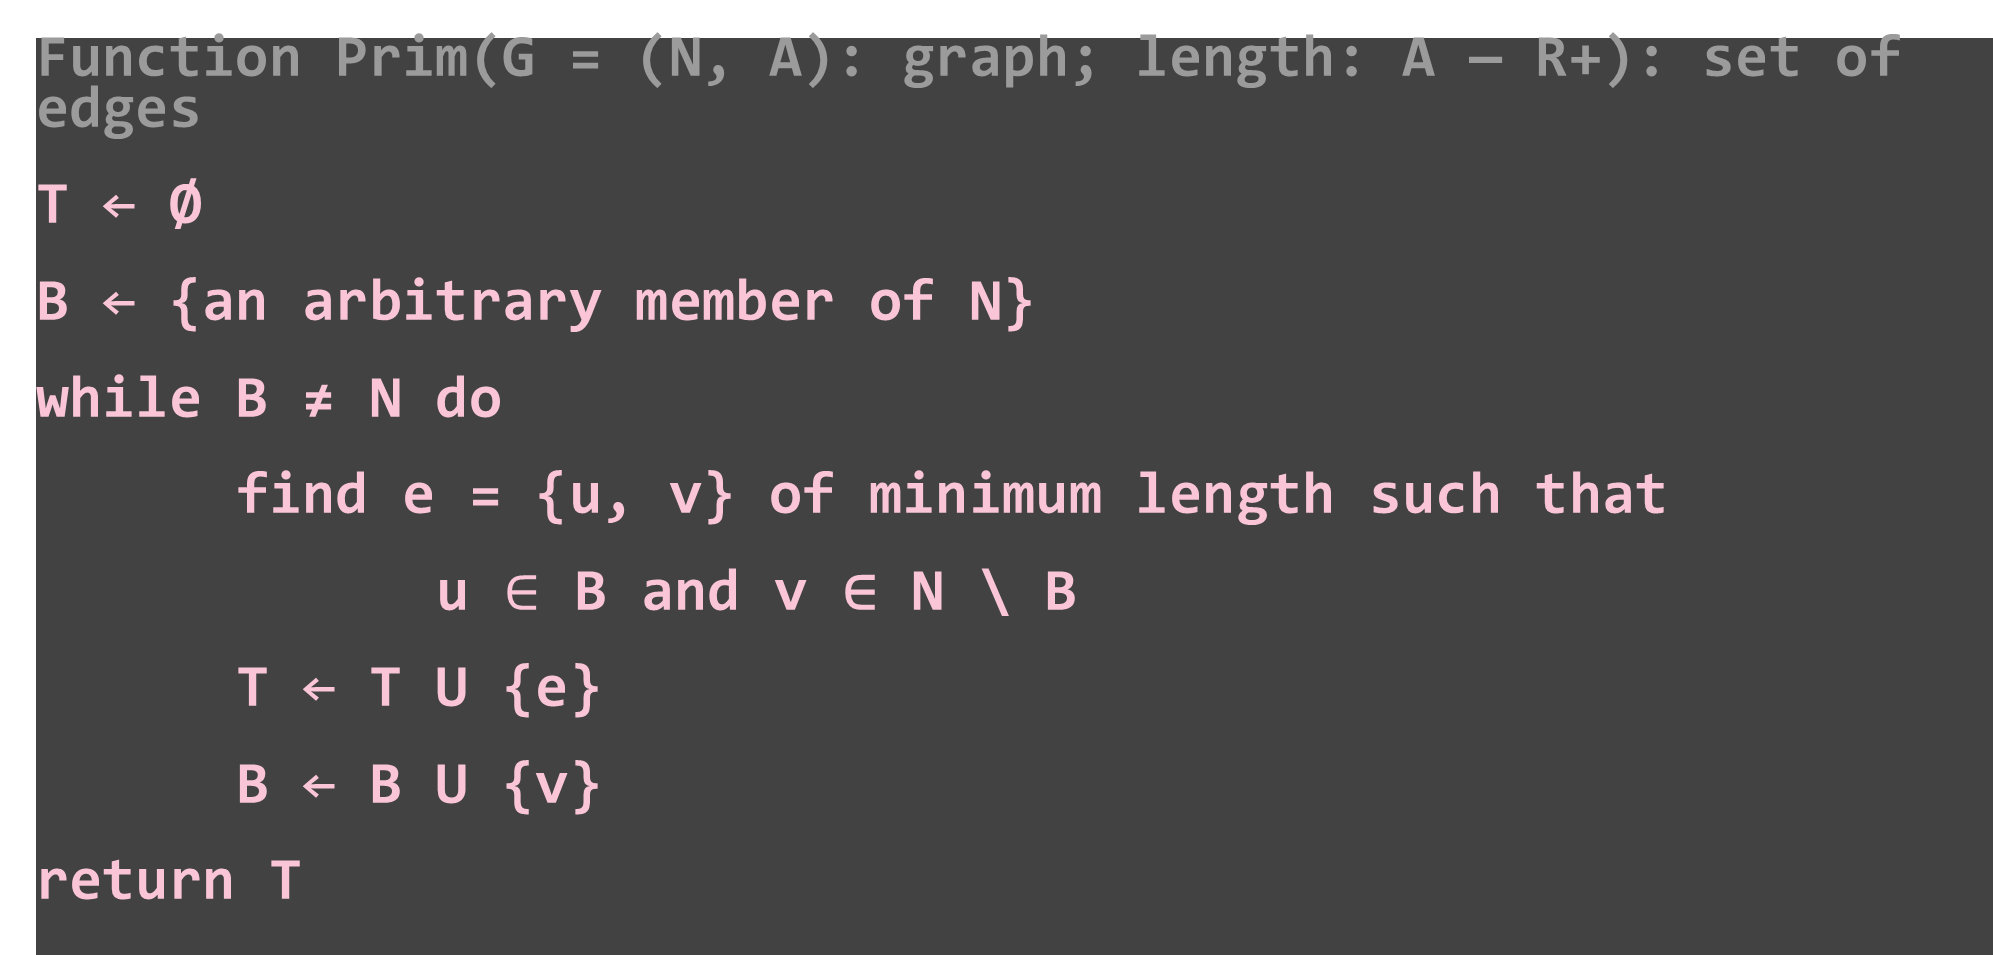 Function Prim(G = (N, A): graph; length: A — R+): set of
edges
T ← Ø
B ← {an arbitrary member of N}
while B ≠ N do
find e = {u, v} of minimum length such that
u ∈ B and v ∈ N \ B
T ← T U {e}
B ← B U {v}
return T